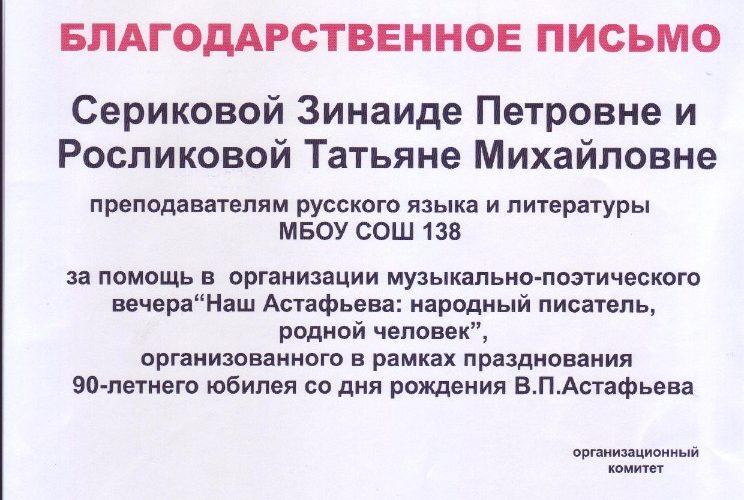 БЛАГОДАРСТВЕННОЕ ПИСЬМО
Сериковой Зинаиде Петровне и
Росликовой Татьяне Михайловне
преподавателям русского языка и литературы
МБОУ СОШ 138
за помощь в организации музыкально-поэтического
вечера“Наш Астафьева: народный писатель,
родной человек”,
организованного в рамках празднования
90-летнего юбилея со дня рождения В.П.Астафьева
организационный
комитет